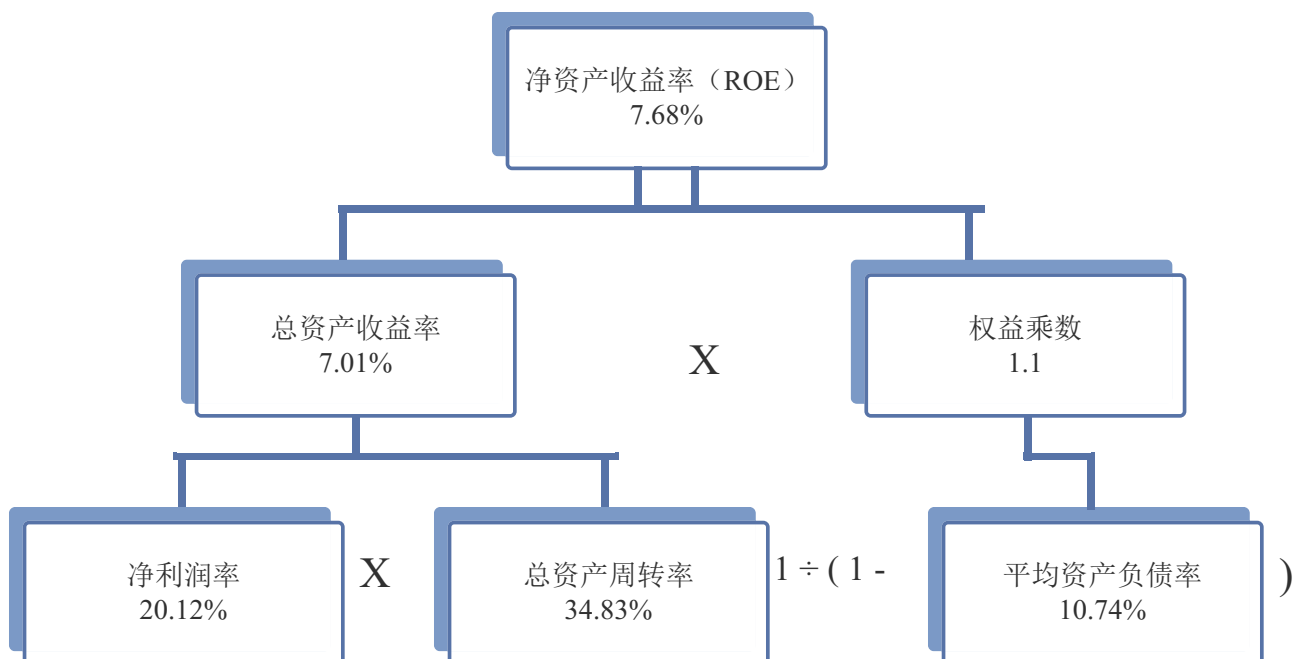 净资产收益率（ROE）
7.68%
总资产收益率
7.01%
X
权益乘数
1.1
净利润率
20.12%
X
总资产周转率
34.83%
1 ÷ ( 1 -
平均资产负债率
10.74%
)